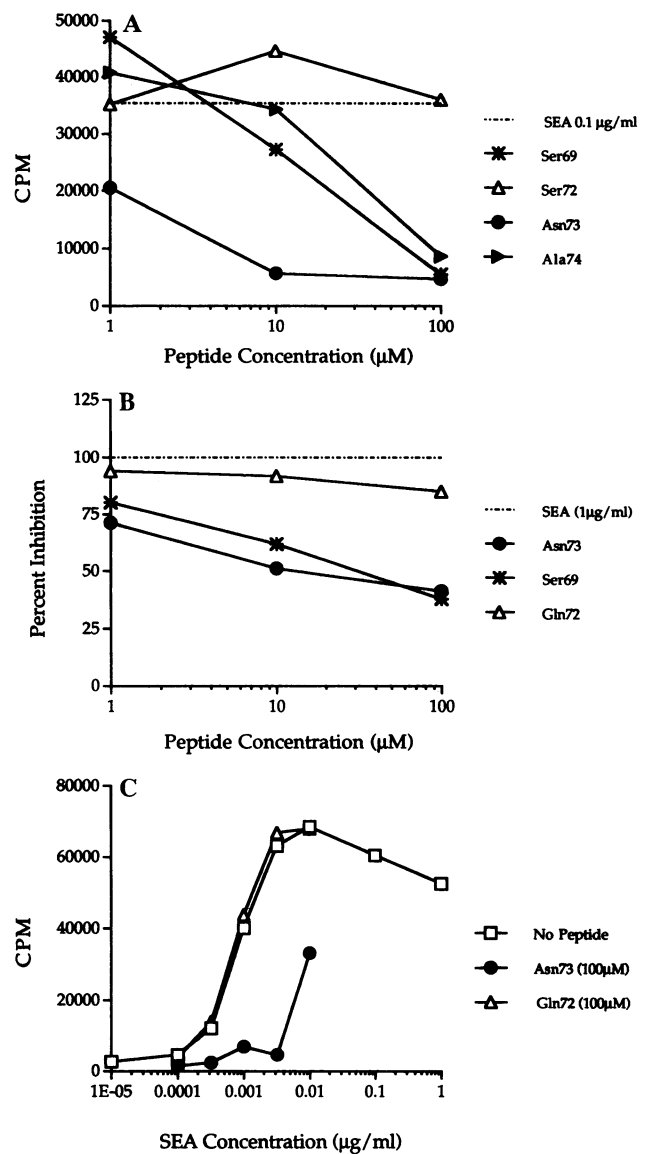 A
50000
40000
30000
20000
10000
0
CPM
1
10
100
Peptide Concentration (μM)
SEA 0.1 μg/ml
Ser69
Ser72
Asn73
Ala74
B
125
100
75
50
25
0
Percent Inhibition
1
10
100
Peptide Concentration (μM)
SEA (1μg/ml)
Asn73
Ser69
Gln72
C
80000
60000
40000
20000
0
CPM
1E-05
0.0001
0.001
0.01
0.1
1
SEA Concentration (μg/ml)
No Peptide
Asn73 (100μM)
Gln72 (100μM)